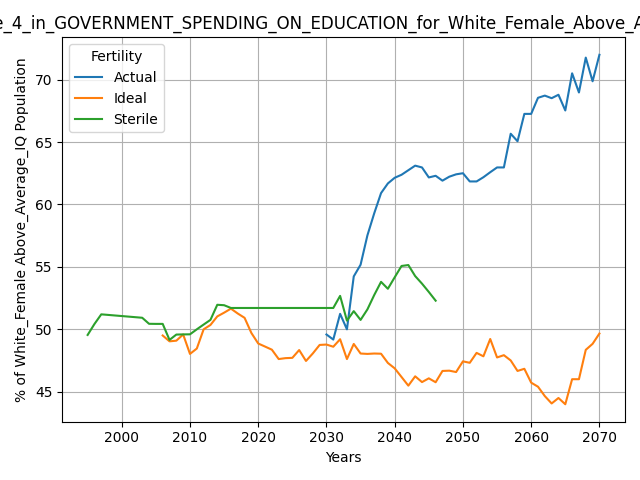 e_4_in_GOVERNMENT_SPENDING_ON_EDUCATION_for_White_Female_Above_A
Fertility
Actual
Ideal
Sterile
% of White_Female Above_Average_IQ Population
70
65
60
55
50
45
2000 2010 2020 2030 2040 2050 2060 2070
Years